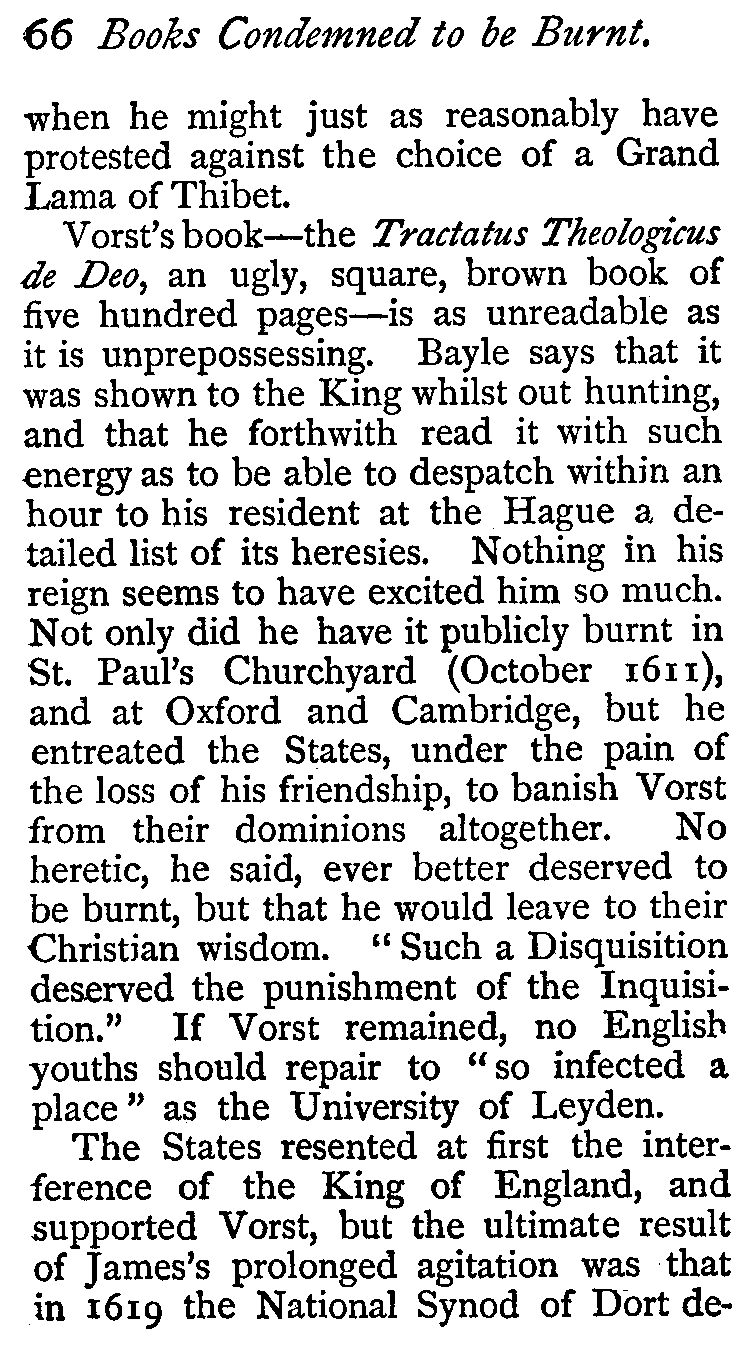 66 Books Condemned to be Burnt.
when he might just as reasonably have
protested against the choice of a Grand
Lama of Thibet.
Vorst's book—the Tractatus Theologicus
de Deo, an ugly, square, brown book of
five hundred pages—is as unreadable as
it is unprepossessing. Bayle says that it
was shown to the King whilst out hunting,
and that he forthwith read it with such
energy as to be able to despatch within an
hour to his resident at the Hague a de-
tailed list of its heresies. Nothing in his
reign seems to have excited him so much.
Not only did he have it publicly burnt in
St. Paul's Churchyard (October 1611),
and at Oxford and Cambridge, but he
entreated the States, under the pain of
the loss of his friendship, to banish Vorst
from their dominions altogether. No
heretic, he said, ever better deserved to
be burnt, but that he would leave to their
Christian wisdom. "Such a Disquisition
deserved the punishment of the Inquisi-
tion." If Vorst remained, no English
youths should repair to "so infected a
place" as the University of Leyden.
The States resented at first the inter-
ference of the King of England, and
supported Vorst, but the ultimate result
of James's prolonged agitation was that
in 1619 the National Synod of Dort de-